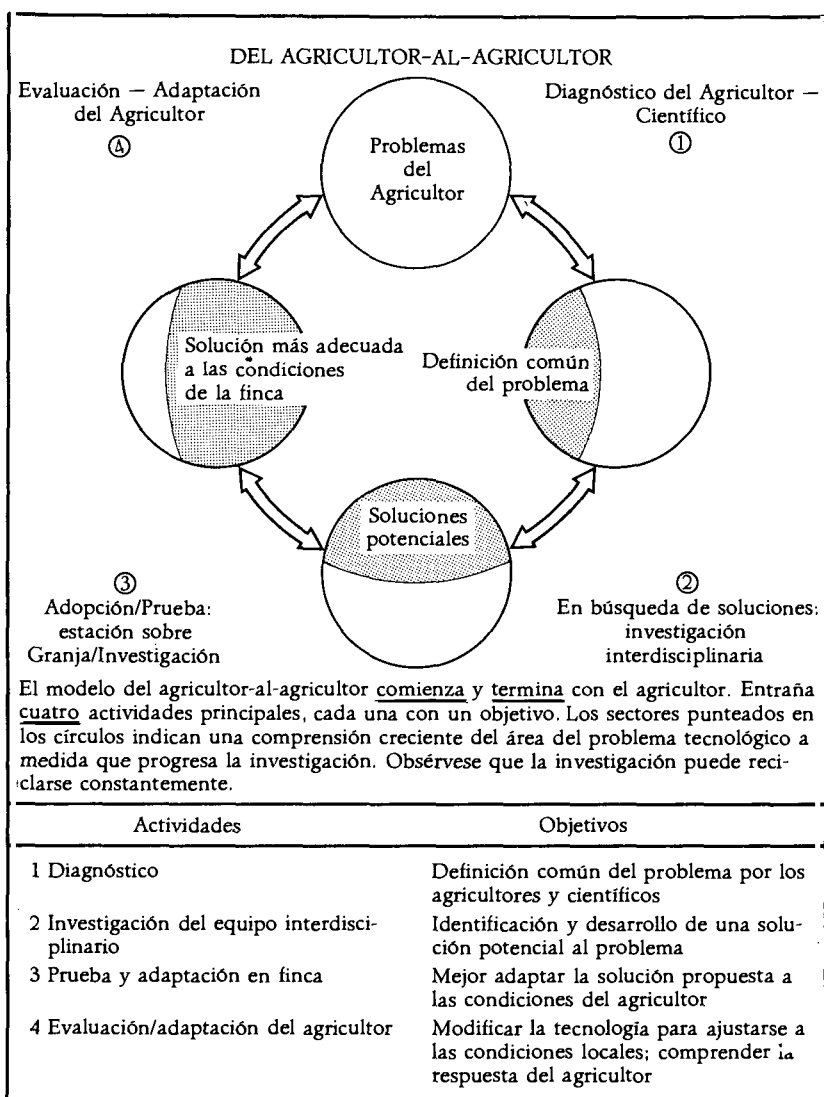 DEL AGRICULTOR-AL-AGRICULTOR
Evaluación — Adaptación
del Agricultor
④
Diagnóstico del Agricultor —
Científico
①
Problemas
del
Agricultor
Solución más adecuada
a las condiciones
de la finca
Definición común
del problema
Soluciones
potenciales
③
Adopción/Prueba:
estación sobre
Granja/Investigación
②
En búsqueda de soluciones:
investigación
interdisciplinaria
El modelo del agricultor-al-agricultor comienza y termina con el agricultor. Entraña
cuatro actividades principales, cada una con un objetivo. Los sectores punteados en
los círculos indican una comprensión creciente del área del problema tecnológico a
medida que progresa la investigación. Obsérvese que la investigación puede reci-
clarse constantemente.
Actividades Objetivos
1 Diagnóstico Definición común del problema por los
agricultores y científicos
2 Investigación del equipo interdisci- Identificación y desarrollo de una solu-
plinario ción potencial al problema
3 Prueba y adaptación en finca Mejor adaptar la solución propuesta a
las condiciones del agricultor
4 Evaluación/adaptación del agricultor Modificar la tecnología para ajustarse a
las condiciones locales; comprender la
respuesta del agricultor